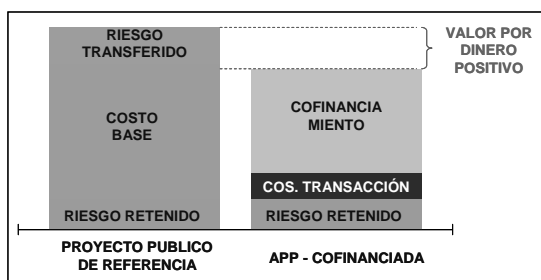 RIESGO
TRANSFERIDO
VALOR POR
DINERO
POSITIVO
COSTO
BASE
COFINANCIA
MIENTO
COS. TRANSACCIÓN
RIESGO RETENIDO
RIESGO RETENIDO
PROYECTO PUBLICO
DE REFERENCIA
APP - COFINANCIADA